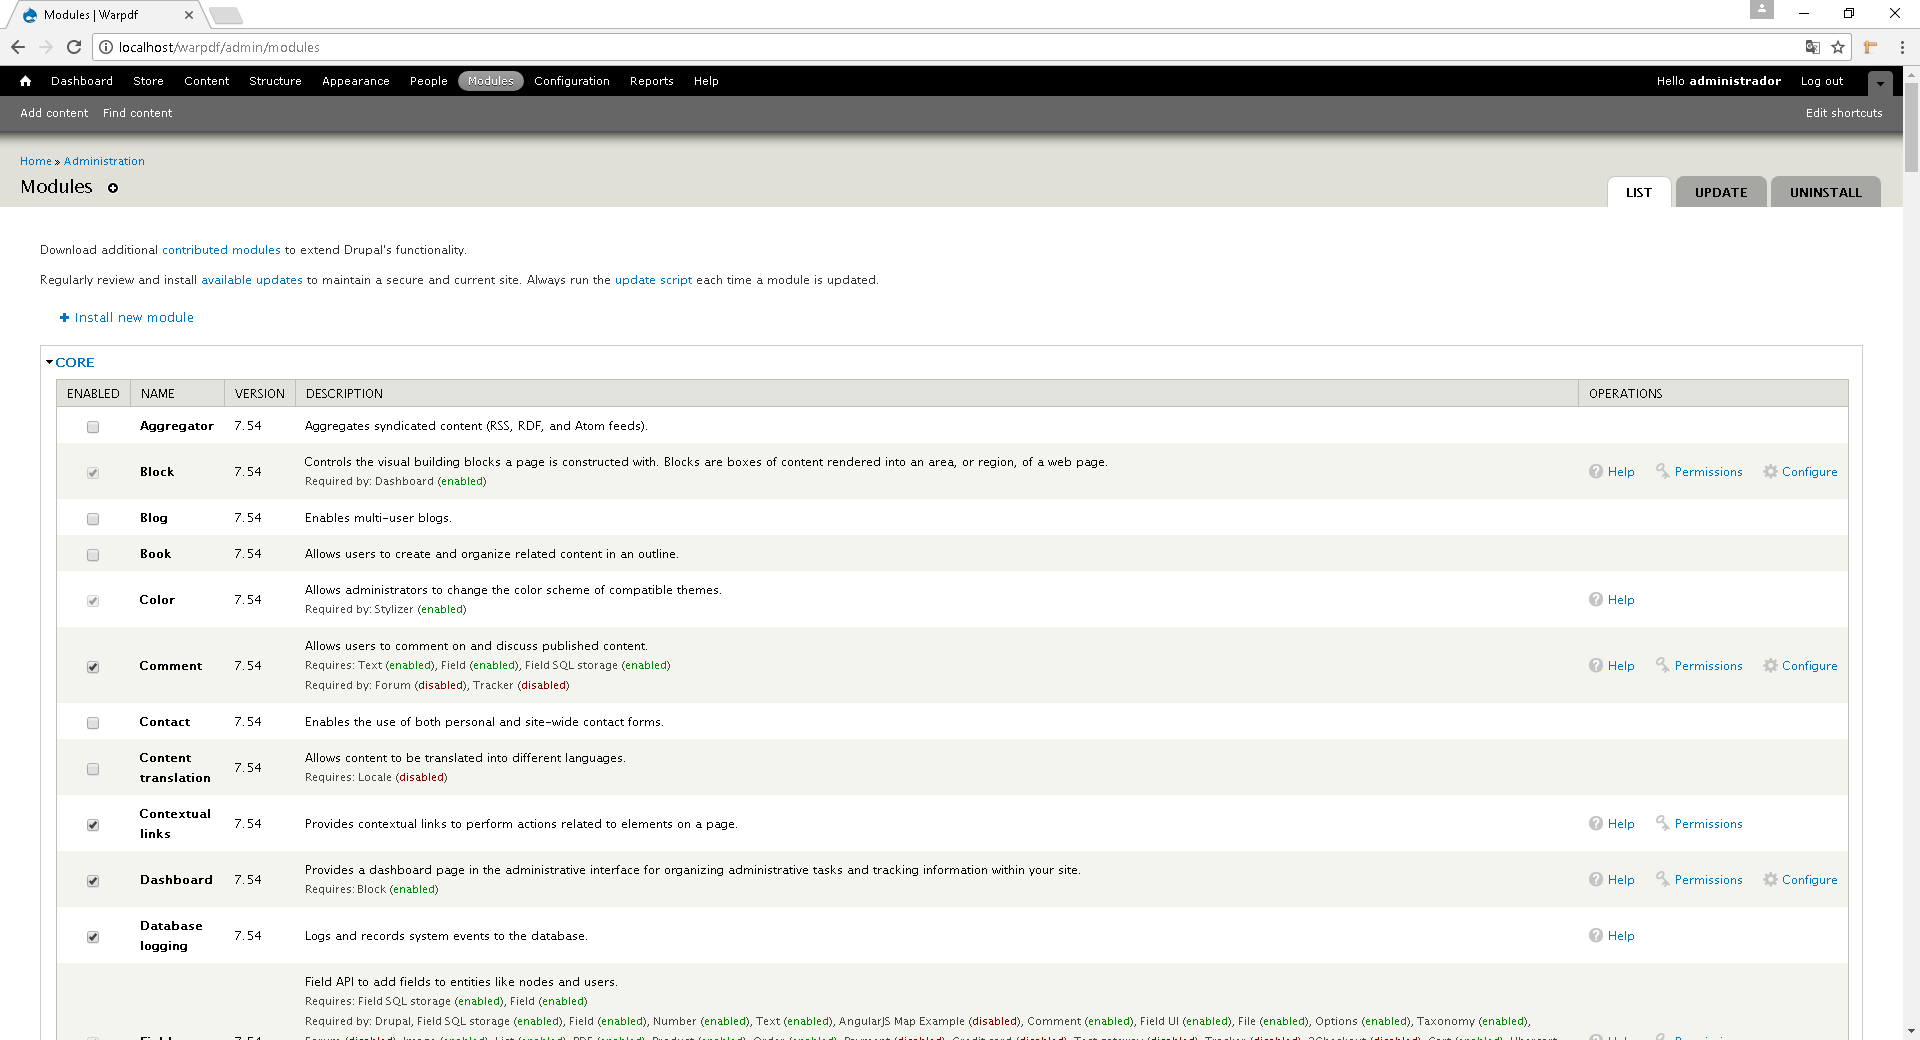 Modules | Warpdf
localhost/warpdf/admin/modules
Dashboard Store Content Structure Appearance People Modules Configuration Reports Help Hello administrador Log out
Add content Find content Edit shortcuts
Home » Administration
Modules
LIST UPDATE UNINSTALL
Download additional contributed modules to extend Drupal's functionality.
Regularly review and install available updates to maintain a secure and current site. Always run the update script each time a module is updated.
Install new module
CORE
ENABLED NAME VERSION DESCRIPTION OPERATIONS
Aggregator 7.54 Aggregates syndicated content (RSS, RDF, and Atom feeds).
Block 7.54 Controls the visual building blocks a page is constructed with. Blocks are boxes of content rendered into an area, or region, of a web page. Help Permissions Configure
Required by: Dashboard (enabled)
Blog 7.54 Enables multi-user blogs.
Book 7.54 Allows users to create and organize related content in an outline.
Color 7.54 Allows administrators to change the color scheme of compatible themes. Help
Required by: Stylizer (enabled)
Comment 7.54 Allows users to comment on and discuss published content. Help Permissions Configure
Requires: Text (enabled), Field (enabled), Field SQL storage (enabled)
Required by: Forum (disabled), Tracker (disabled)
Contact 7.54 Enables the use of both personal and site-wide contact forms.
Content translation 7.54 Allows content to be translated into different languages.
Requires: Locale (disabled)
Contextual links 7.54 Provides contextual links to perform actions related to elements on a page. Help Permissions
Dashboard 7.54 Provides a dashboard page in the administrative interface for organizing administrative tasks and tracking information within your site. Help Permissions Configure
Requires: Block (enabled)
Database logging 7.54 Logs and records system events to the database. Help
Field API to add fields to entities like nodes and users.
Requires: Field SQL storage (enabled), Field (enabled)
Required by: Drupal, Field SQL storage (enabled), Field (enabled), Number (enabled), Text (enabled), AngularJS Map Example (disabled), Comment (enabled), Field UI (enabled), File (enabled), Options (enabled), Taxonomy (enabled),